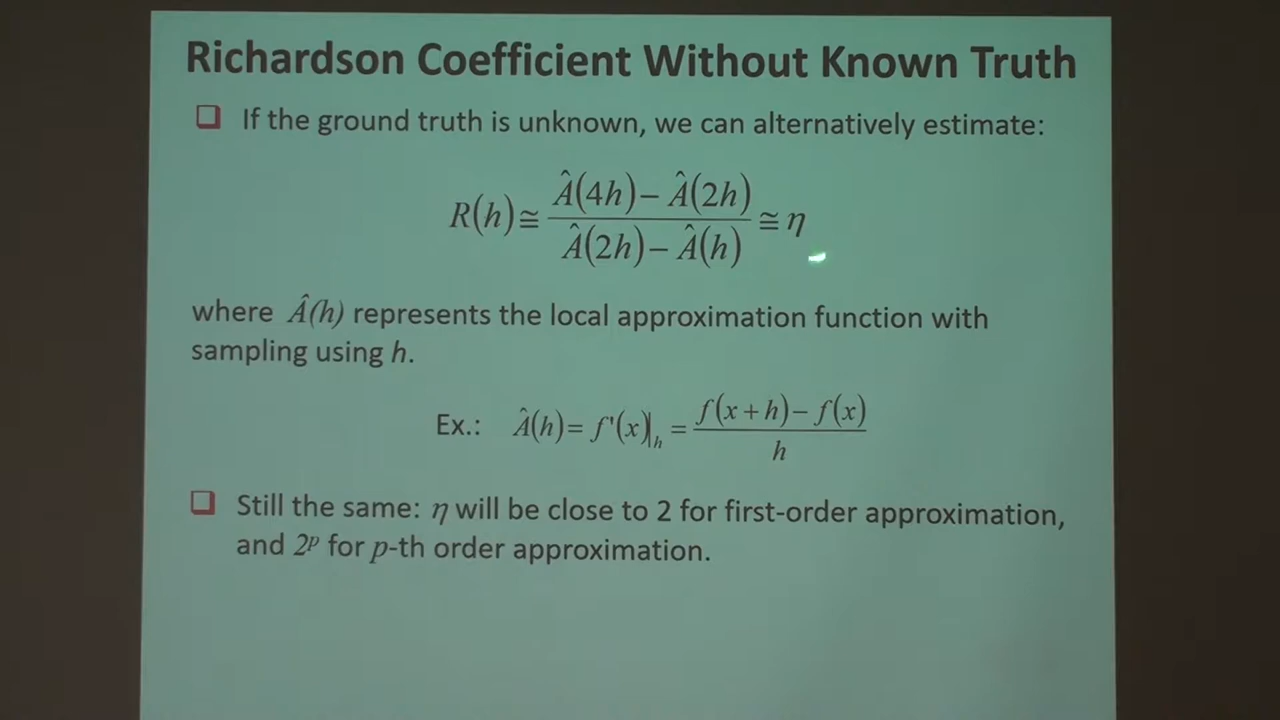 Richardson Coefficient Without Known Truth
❑ If the ground truth is unknown, we can alternatively estimate:
R(h) ≅ (Â(4h) − Â(2h)) / (Â(2h) − Â(h)) ≅ η
where Â(h) represents the local approximation function with
sampling using h.
Ex.: Â(h) = f'(x)|ₕ = (f(x + h) − f(x)) / h
❑ Still the same: η will be close to 2 for first-order approximation,
and 2ᵖ for p-th order approximation.